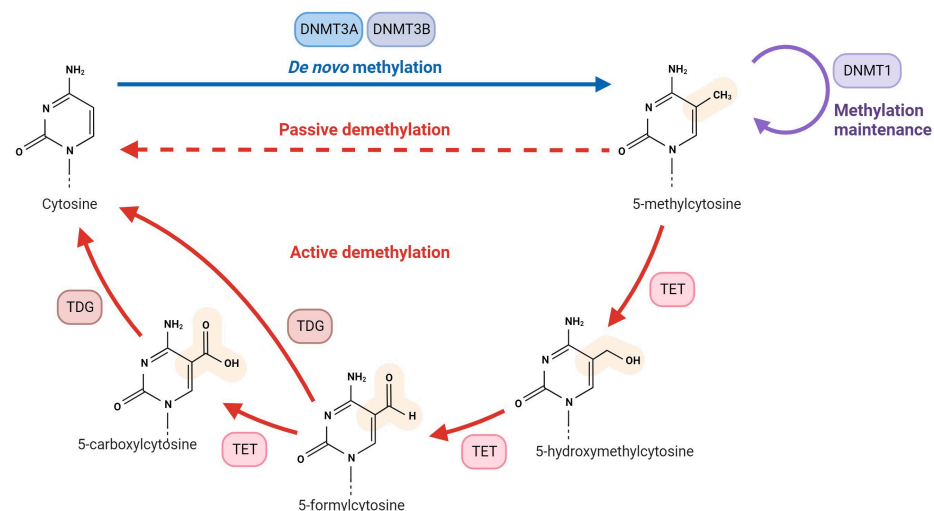 DNMT3A DNMT3B
De novo methylation
NH₂
N
O
N
Cytosine
Passive demethylation
NH₂
CH₃
N
O
N
5-methylcytosine
DNMT1
Methylation
maintenance
Active demethylation
TET
TDG
TDG
NH₂
O
OH
N
O
N
5-carboxylcytosine
TET
NH₂
O
H
N
O
N
5-formylcytosine
TET
NH₂
OH
N
O
N
5-hydroxymethylcytosine